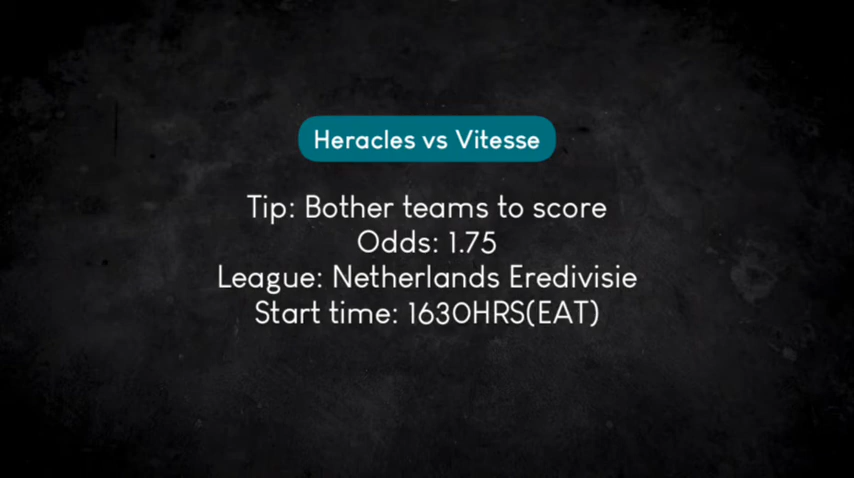 Heracles vs Vitesse
Tip: Bother teams to score
Odds: 1.75
League: Netherlands Eredivisie
Start time: 1630HRS(EAT)